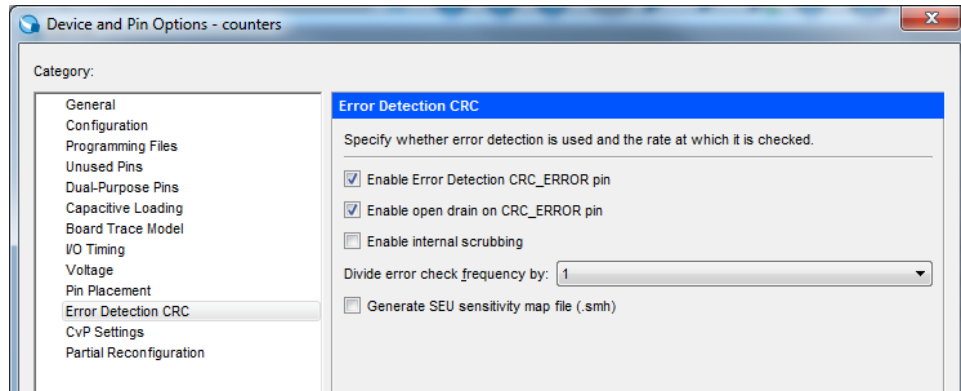 Device and Pin Options - counters
Category:
General
Configuration
Programming Files
Unused Pins
Dual-Purpose Pins
Capacitive Loading
Board Trace Model
I/O Timing
Voltage
Pin Placement
Error Detection CRC
CvP Settings
Partial Reconfiguration
Error Detection CRC
Specify whether error detection is used and the rate at which it is checked.
Enable Error Detection CRC_ERROR pin
Enable open drain on CRC_ERROR pin
Enable internal scrubbing
Divide error check frequency by: 1
Generate SEU sensitivity map file (.smh)